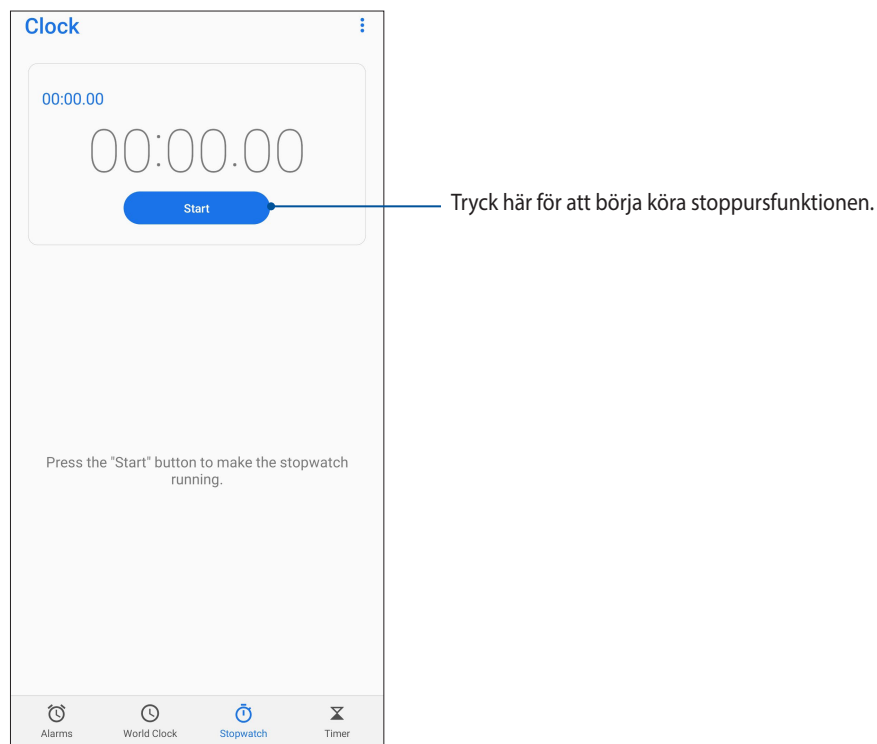 Clock
00:00.00
00:00.00
Start
Tryck här för att börja köra stoppursfunktionen.
Press the "Start" button to make the stopwatch
running.
Alarms World Clock Stopwatch Timer